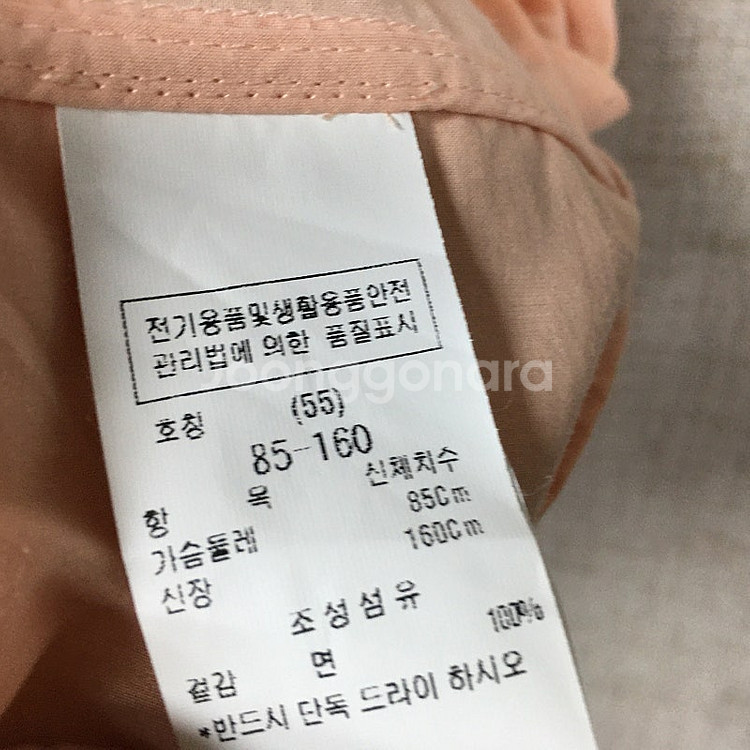 전기용품및생활용품안전
관리법에 의한 품질표시
호칭 (55)
85-160
항 목 신체치수
가슴둘레 85Cm
신장 160Cm
조성섬유
겉감 면 100%
*반드시 단독 드라이 하시오
Joonggonara